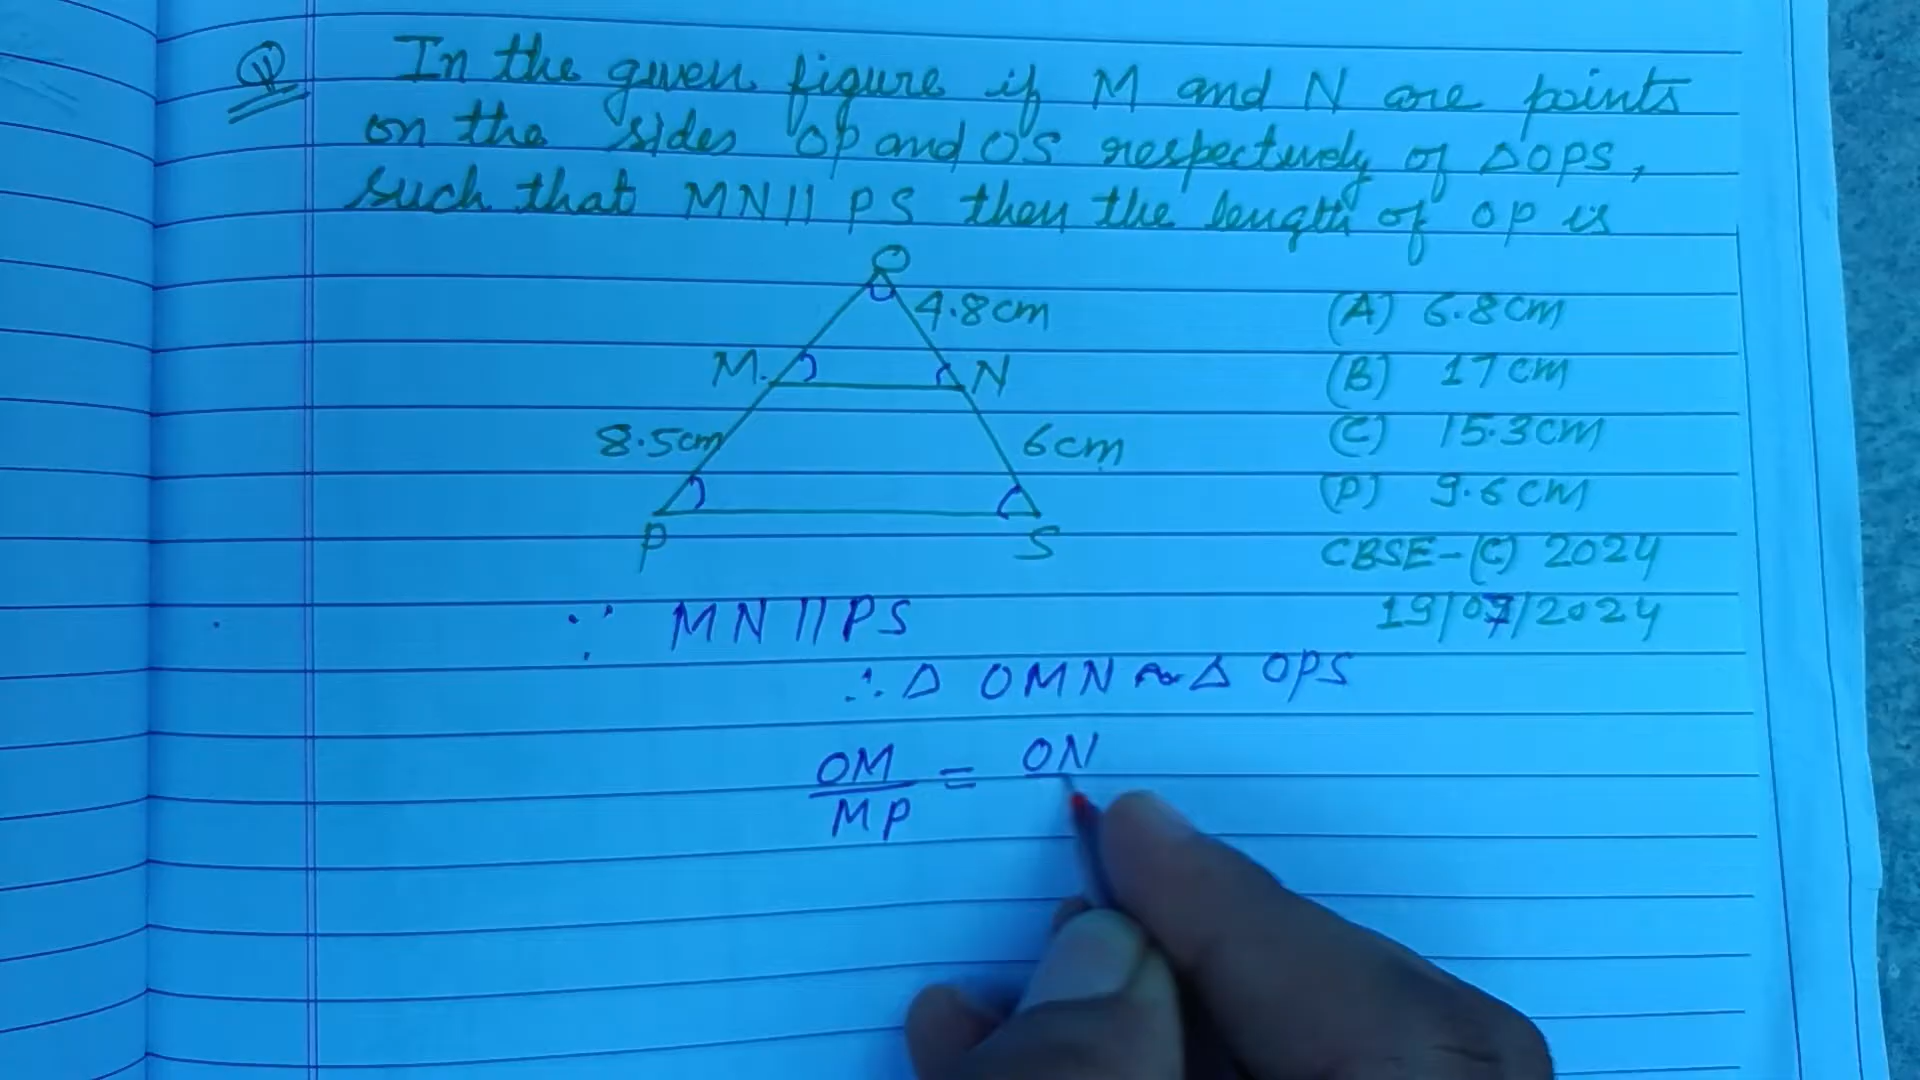 Q In the given figure if M and N are points
on the sides OP and OS respectively of △OPS,
such that MN||PS then the length of OP is
O
4.8cm
M
N
8.5cm
6cm
P
S
(A) 6.8cm
(B) 17cm
(C) 15.3cm
(D) 9.6cm
CBSE-(C) 2024
19/07/2024
∵ MN||PS
∴ △ OMN ~ △ OPS
OM/MP = ON